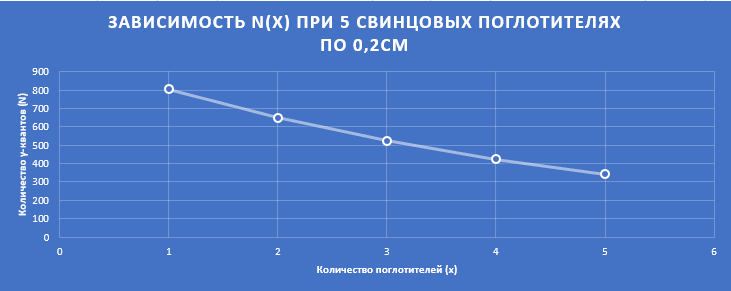 ЗАВИСИМОСТЬ N(X) ПРИ 5 СВИНЦОВЫХ ПОГЛОТИТЕЛЯХ
ПО 0,2СМ
Количество γ-квантов (N)
900
800
700
600
500
400
300
200
100
0
0 1 2 3 4 5 6
Количество поглотителей (x)